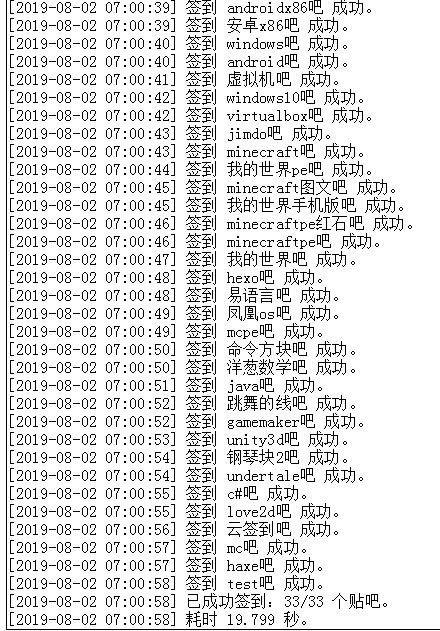 [2019-08-02 07:00:39] 签到 androidx86吧 成功。
[2019-08-02 07:00:39] 签到 安卓x86吧 成功。
[2019-08-02 07:00:40] 签到 windows吧 成功。
[2019-08-02 07:00:40] 签到 android吧 成功。
[2019-08-02 07:00:41] 签到 虚拟机吧 成功。
[2019-08-02 07:00:42] 签到 windows10吧 成功。
[2019-08-02 07:00:42] 签到 virtualbox吧 成功。
[2019-08-02 07:00:43] 签到 jimdo吧 成功。
[2019-08-02 07:00:43] 签到 minecraft吧 成功。
[2019-08-02 07:00:44] 签到 我的世界pe吧 成功。
[2019-08-02 07:00:45] 签到 minecraft图文吧 成功。
[2019-08-02 07:00:45] 签到 我的世界手机版吧 成功。
[2019-08-02 07:00:46] 签到 minecraftpe红石吧 成功。
[2019-08-02 07:00:46] 签到 minecraftpe吧 成功。
[2019-08-02 07:00:47] 签到 我的世界吧 成功。
[2019-08-02 07:00:48] 签到 hexo吧 成功。
[2019-08-02 07:00:48] 签到 易语言吧 成功。
[2019-08-02 07:00:49] 签到 凤凰os吧 成功。
[2019-08-02 07:00:49] 签到 mcpe吧 成功。
[2019-08-02 07:00:50] 签到 命令方块吧 成功。
[2019-08-02 07:00:50] 签到 洋葱数学吧 成功。
[2019-08-02 07:00:51] 签到 java吧 成功。
[2019-08-02 07:00:52] 签到 跳舞的线吧 成功。
[2019-08-02 07:00:52] 签到 gamemaker吧 成功。
[2019-08-02 07:00:53] 签到 unity3d吧 成功。
[2019-08-02 07:00:54] 签到 钢琴块2吧 成功。
[2019-08-02 07:00:54] 签到 undertale吧 成功。
[2019-08-02 07:00:55] 签到 c#吧 成功。
[2019-08-02 07:00:55] 签到 love2d吧 成功。
[2019-08-02 07:00:56] 签到 云签到吧 成功。
[2019-08-02 07:00:57] 签到 mc吧 成功。
[2019-08-02 07:00:57] 签到 haxe吧 成功。
[2019-08-02 07:00:58] 签到 test吧 成功。
[2019-08-02 07:00:58] 已成功签到：33/33 个贴吧。
[2019-08-02 07:00:58] 耗时 19.799 秒。